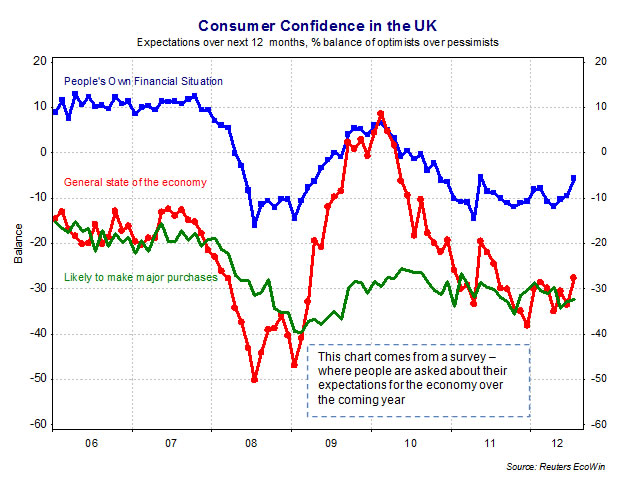 Consumer Confidence in the UK
Expectations over next 12 months, % balance of optimists over pessimists
20
20
People's Own Financial Situation
10
10
0
0
General state of the economy
-10
-10
Balance
-20
-20
Likely to make major purchases
-30
-30
-40
-40
This chart comes from a survey –
where people are asked about their
expectations for the economy over
the coming year
-50
-50
-60
-60
06
07
08
09
10
11
12
Source: Reuters EcoWin